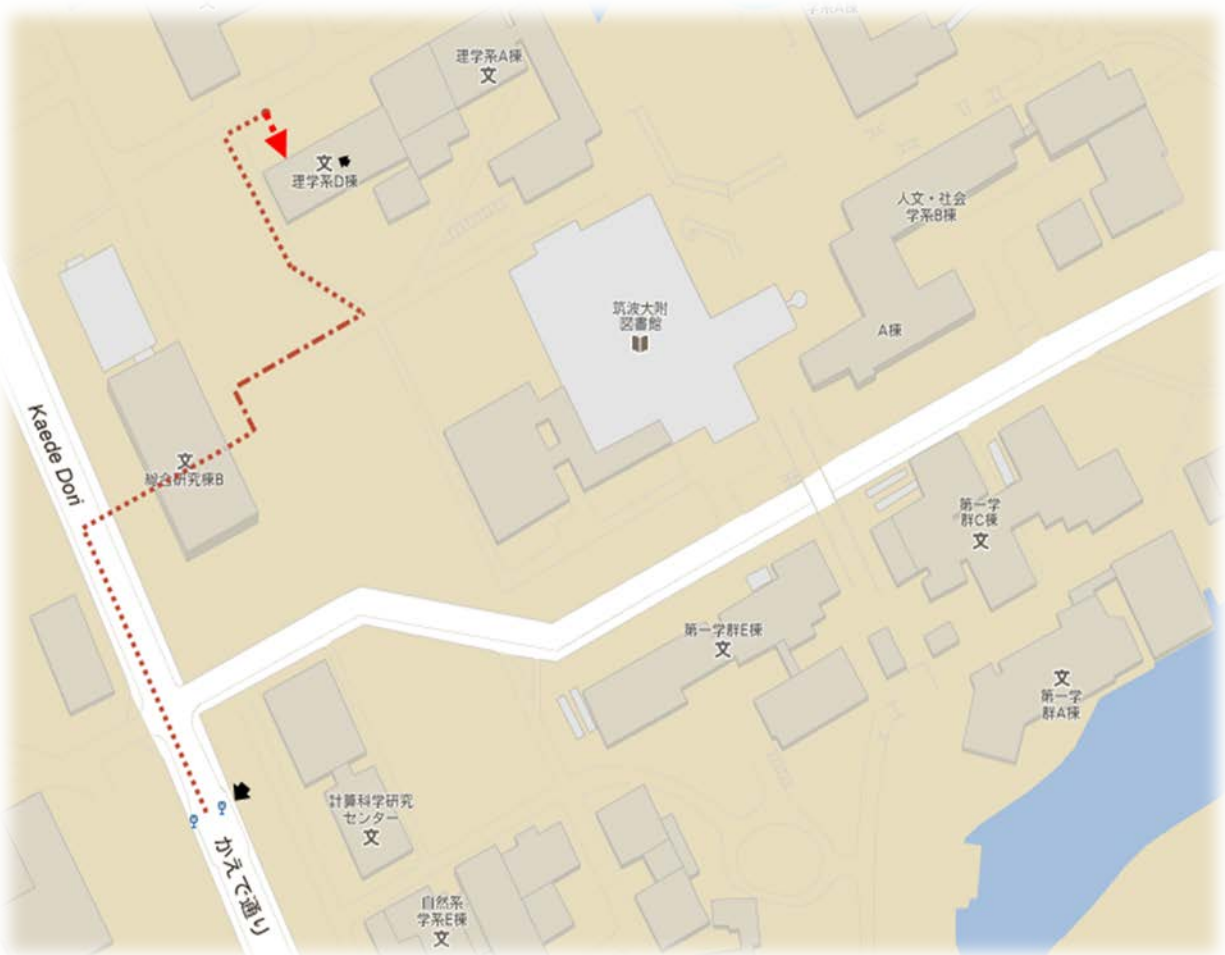 学系A棟
理学系A棟
文
文
理学系D棟
人文・社会
学系B棟
筑波大附
図書館
A棟
Kaede Dori
文
総合研究棟B
第一学
群C棟
文
第一学群E棟
文
文
第一学
群A棟
計算科学研究
センター
文
かえで通り
自然系
学系E棟
文